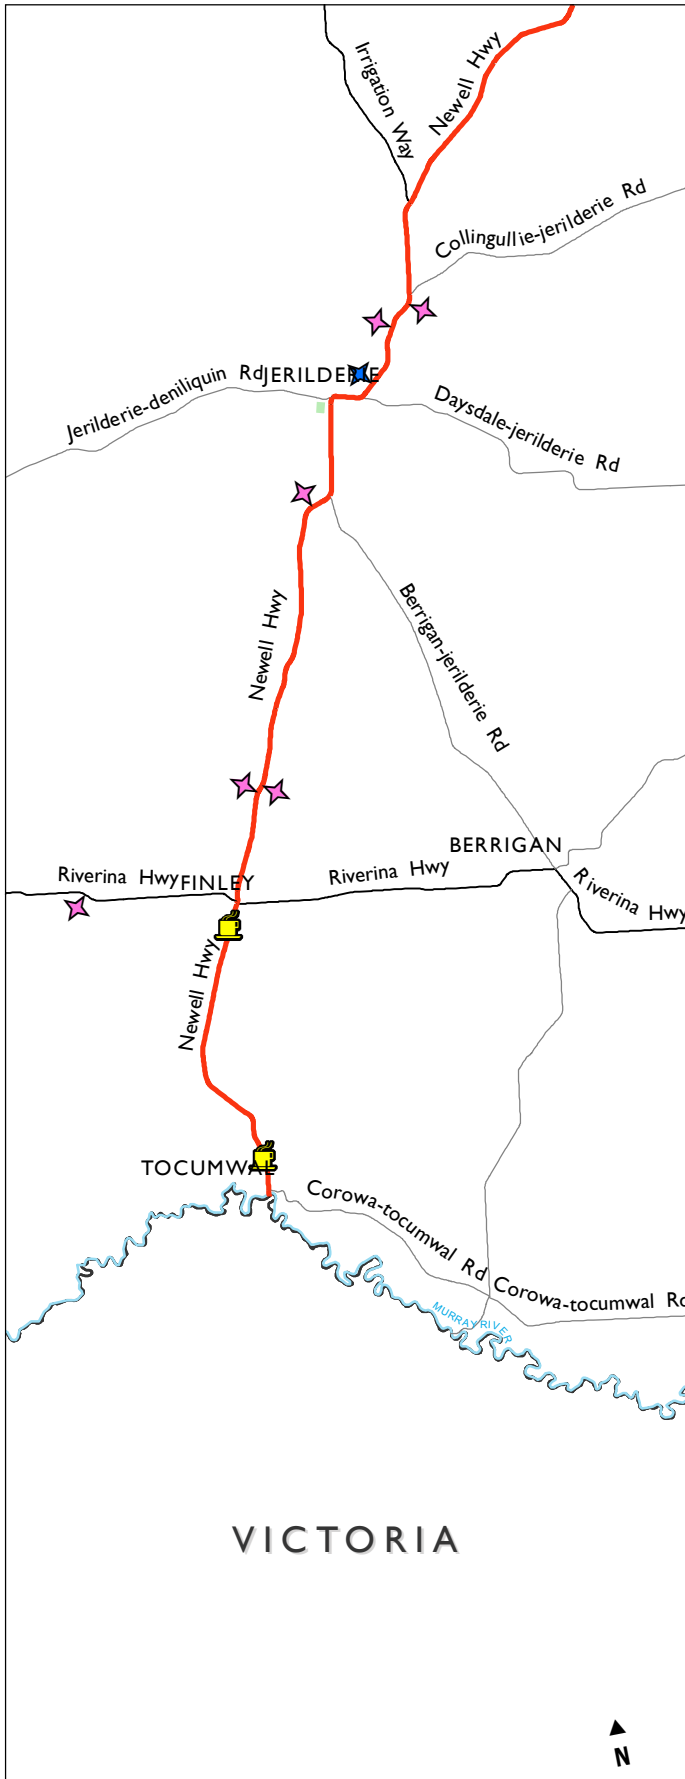 Irrigation Way
Newell Hwy
Collingullie-jerilderie Rd
Jerilderie-deniliquin Rd
JERILDERIE
Daysdale-jerilderie Rd
Newell Hwy
Berrigan-jerilderie Rd
BERRIGAN
Riverina Hwy
FINLEY
Riverina Hwy
Riverina Hwy
Newell Hwy
TOCUMWAL
Corowa-tocumwal Rd
Corowa-tocumwal Rd
MURRAY RIVER
VICTORIA
N